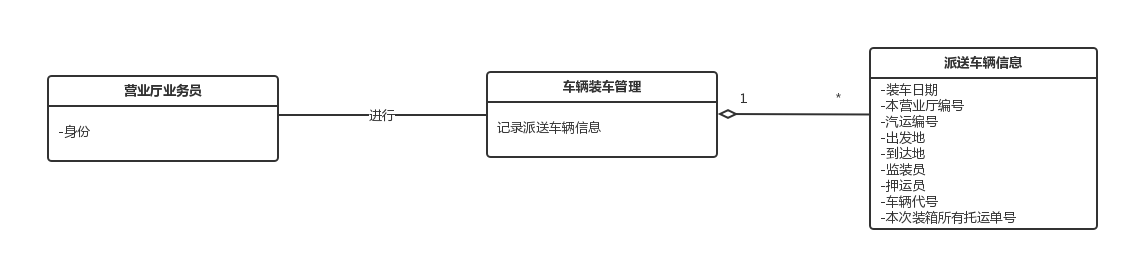 营业厅业务员
-身份
进行
车辆装车管理
记录派送车辆信息
1
*
派送车辆信息
-装车日期
-本营业厅编号
-汽运编号
-出发地
-到达地
-监装员
-押运员
-车辆代号
-本次装箱所有托运单号